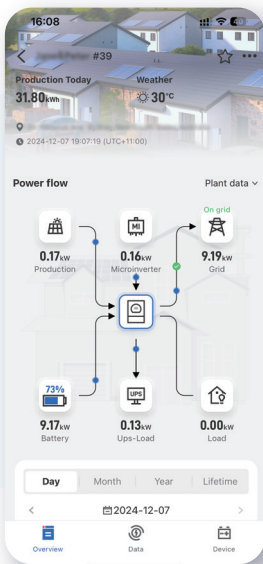 16:08
#39
Production Today
Weather
31.80kWh
30°C
2024-12-07 19:07:19 (UTC+11:00)
Power flow
Plant data
On grid
MI
0.17kW
0.16kW
9.19kW
Production
Microinverter
Grid
73%
UPS
9.17kW
0.13kW
0.00kW
Battery
Ups-Load
Load
Day
Month
Year
Lifetime
2024-12-07
Overview
Data
Device